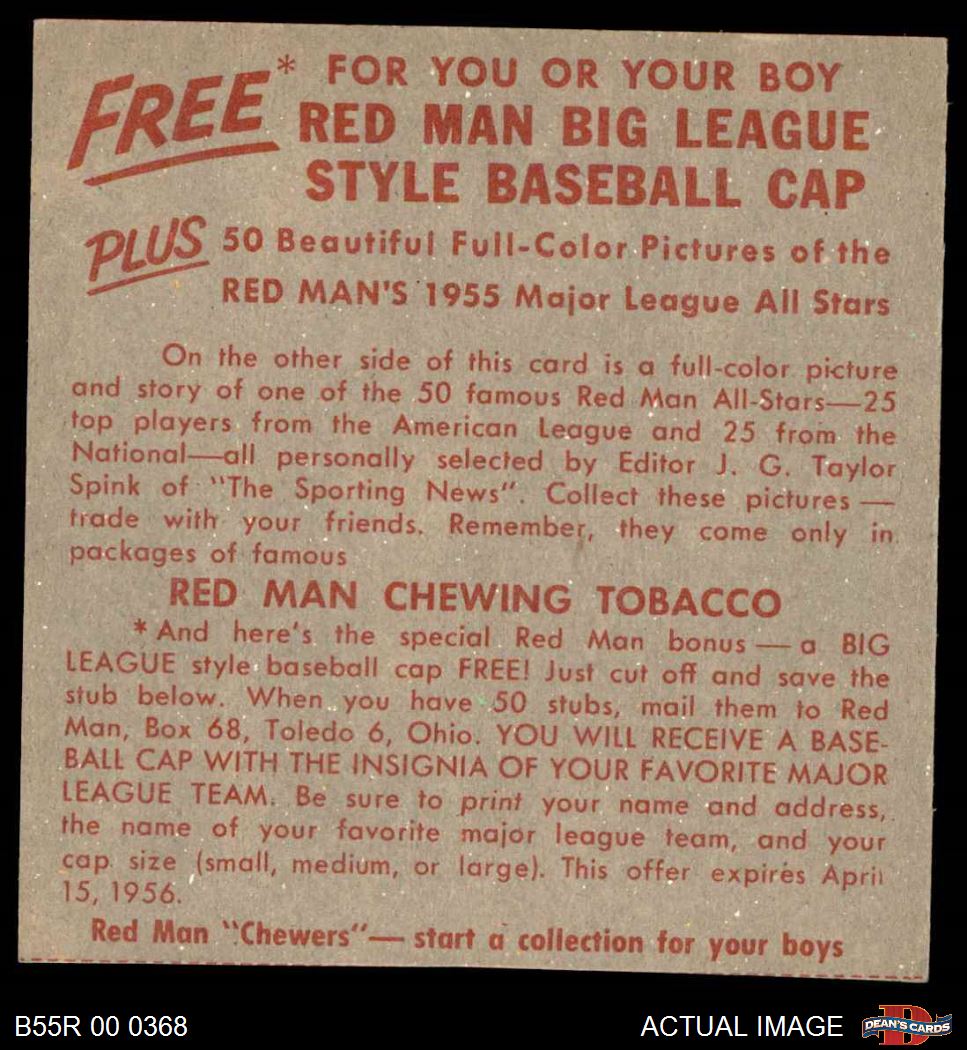 FREE* FOR YOU OR YOUR BOY
RED MAN BIG LEAGUE
STYLE BASEBALL CAP
PLUS 50 Beautiful Full-Color Pictures of the
RED MAN'S 1955 Major League All Stars
On the other side of this card is a full-color picture
and story of one of the 50 famous Red Man All-Stars—25
top players from the American League and 25 from the
National—all personally selected by Editor J. G. Taylor
Spink of "The Sporting News". Collect these pictures —
trade with your friends. Remember, they come only in
packages of famous
RED MAN CHEWING TOBACCO
*And here's the special Red Man bonus — a BIG
LEAGUE style baseball cap FREE! Just cut off and save the
stub below. When you have 50 stubs, mail them to Red
Man, Box 68, Toledo 6, Ohio. YOU WILL RECEIVE A BASE-
BALL CAP WITH THE INSIGNIA OF YOUR FAVORITE MAJOR
LEAGUE TEAM. Be sure to print your name and address,
the name of your favorite major league team, and your
cap size (small, medium, or large). This offer expires April
15, 1956.
Red Man "Chewers"— start a collection for your boys
B55R 00 0368
ACTUAL IMAGE
DEAN'S CARDS